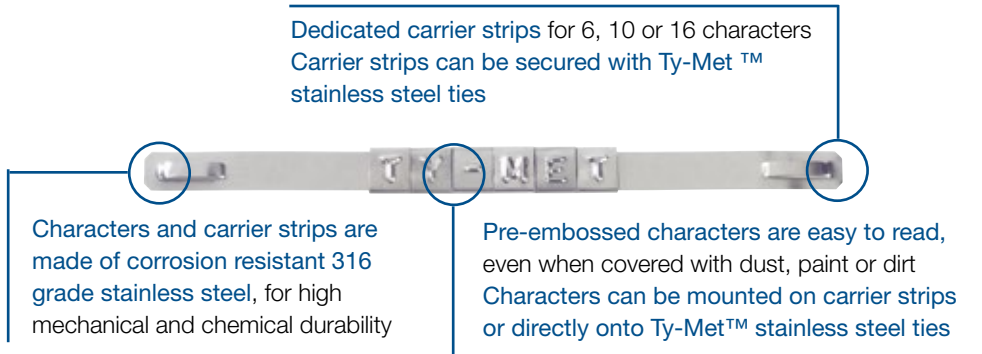 Dedicated carrier strips for 6, 10 or 16 characters
Carrier strips can be secured with Ty-Met ™
stainless steel ties
TY-MET
Characters and carrier strips are
made of corrosion resistant 316
grade stainless steel, for high
mechanical and chemical durability
Pre-embossed characters are easy to read,
even when covered with dust, paint or dirt
Characters can be mounted on carrier strips
or directly onto Ty-Met™ stainless steel ties